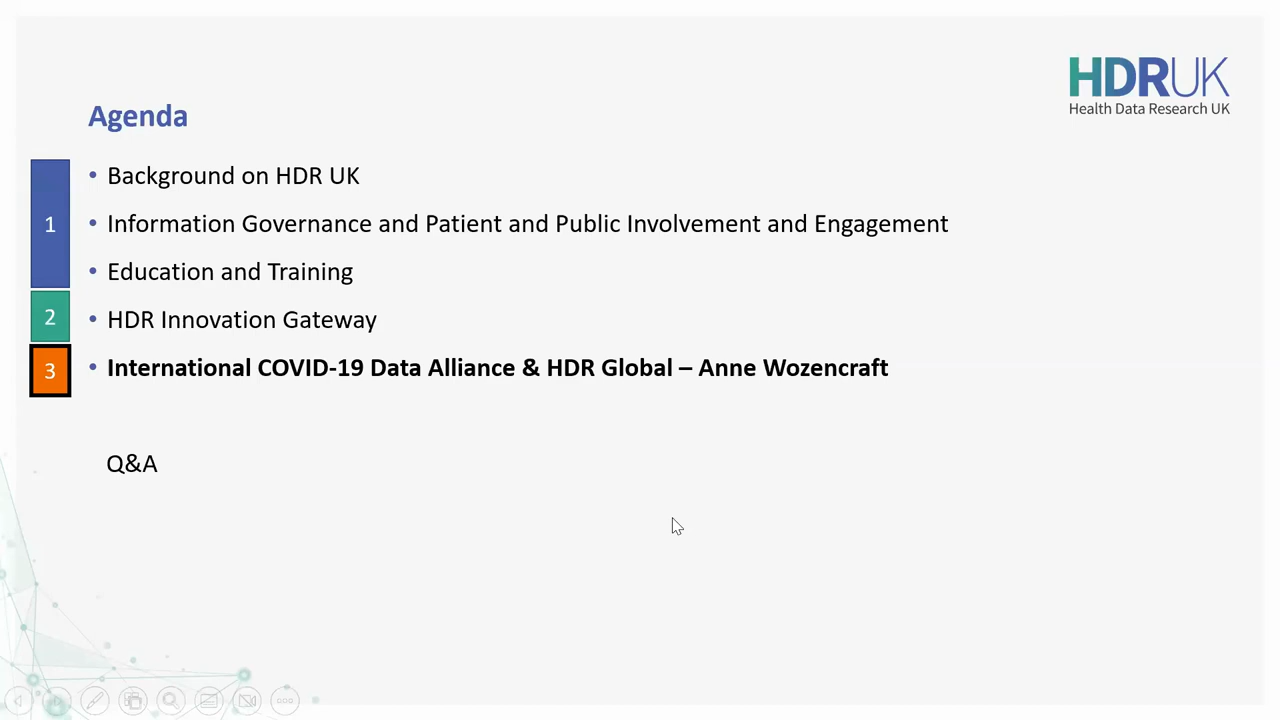 HDRUK
Health Data Research UK
Agenda
1
• Background on HDR UK
• Information Governance and Patient and Public Involvement and Engagement
• Education and Training
2
• HDR Innovation Gateway
3
• International COVID-19 Data Alliance & HDR Global – Anne Wozencraft
Q&A